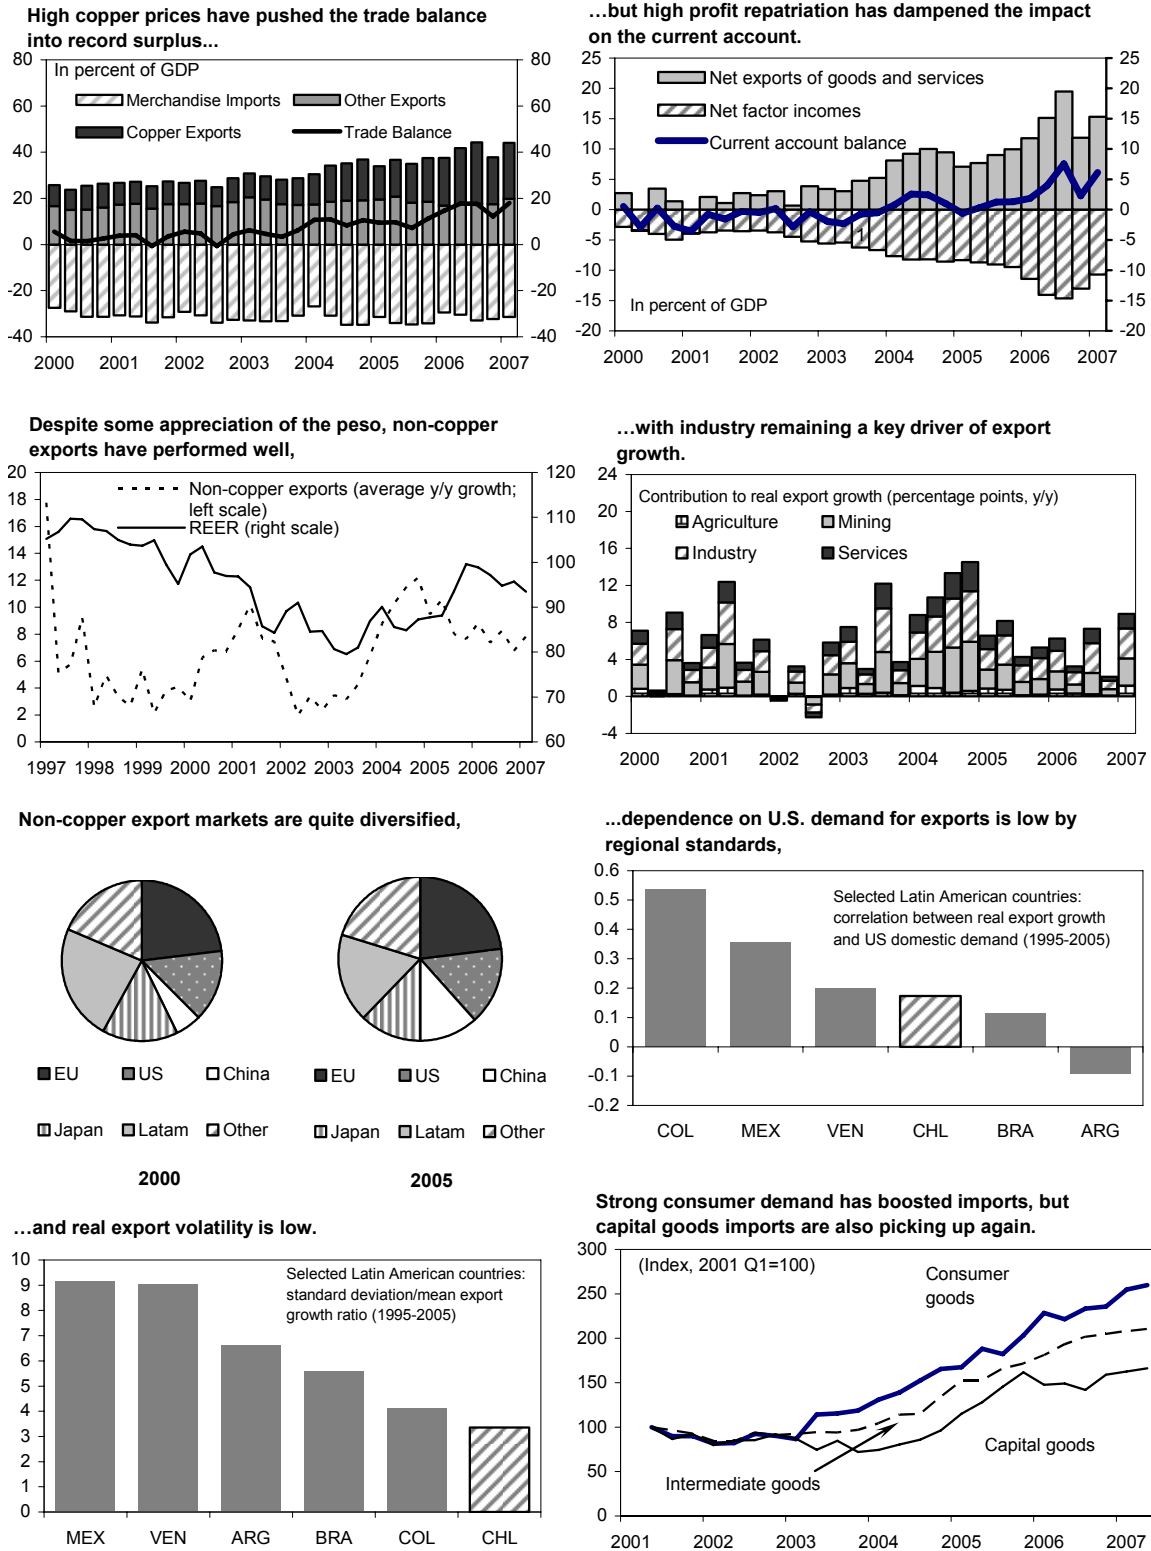 High copper prices have pushed the trade balance
into record surplus...
80
60
40
20
0
-20
-40
80
60
40
20
0
-20
-40
In percent of GDP
Merchandise Imports
Other Exports
Copper Exports
Trade Balance
2000 2001 2002 2003 2004 2005 2006 2007
…but high profit repatriation has dampened the impact
on the current account.
25
20
15
10
5
0
-5
-10
-15
-20
25
20
15
10
5
0
-5
-10
-15
-20
Net exports of goods and services
Net factor incomes
Current account balance
1
In percent of GDP
2000 2001 2002 2003 2004 2005 2006 2007
Despite some appreciation of the peso, non-copper
exports have performed well,
20
18
16
14
12
10
8
6
4
2
0
120
110
100
90
80
70
60
Non-copper exports (average y/y growth;
left scale)
REER (right scale)
1997 1998 1999 2000 2001 2002 2003 2004 2005 2006 2007
…with industry remaining a key driver of export
growth.
24
20
16
12
8
4
0
-4
Contribution to real export growth (percentage points, y/y)
Agriculture
Mining
Industry
Services
2000 2001 2002 2003 2004 2005 2006 2007
Non-copper export markets are quite diversified,
EU US China
Japan Latam Other
2000
EU US China
Japan Latam Other
2005
...dependence on U.S. demand for exports is low by
regional standards,
0.6
0.5
0.4
0.3
0.2
0.1
0
-0.1
-0.2
Selected Latin American countries:
correlation between real export growth
and US domestic demand (1995-2005)
COL MEX VEN CHL BRA ARG
…and real export volatility is low.
10
9
8
7
6
5
4
3
2
1
0
Selected Latin American countries:
standard deviation/mean export
growth ratio (1995-2005)
MEX VEN ARG BRA COL CHL
Strong consumer demand has boosted imports, but
capital goods imports are also picking up again.
300
250
200
150
100
50
0
(Index, 2001 Q1=100)
Consumer
goods
Capital goods
Intermediate goods
2001 2002 2003 2004 2005 2006 2007